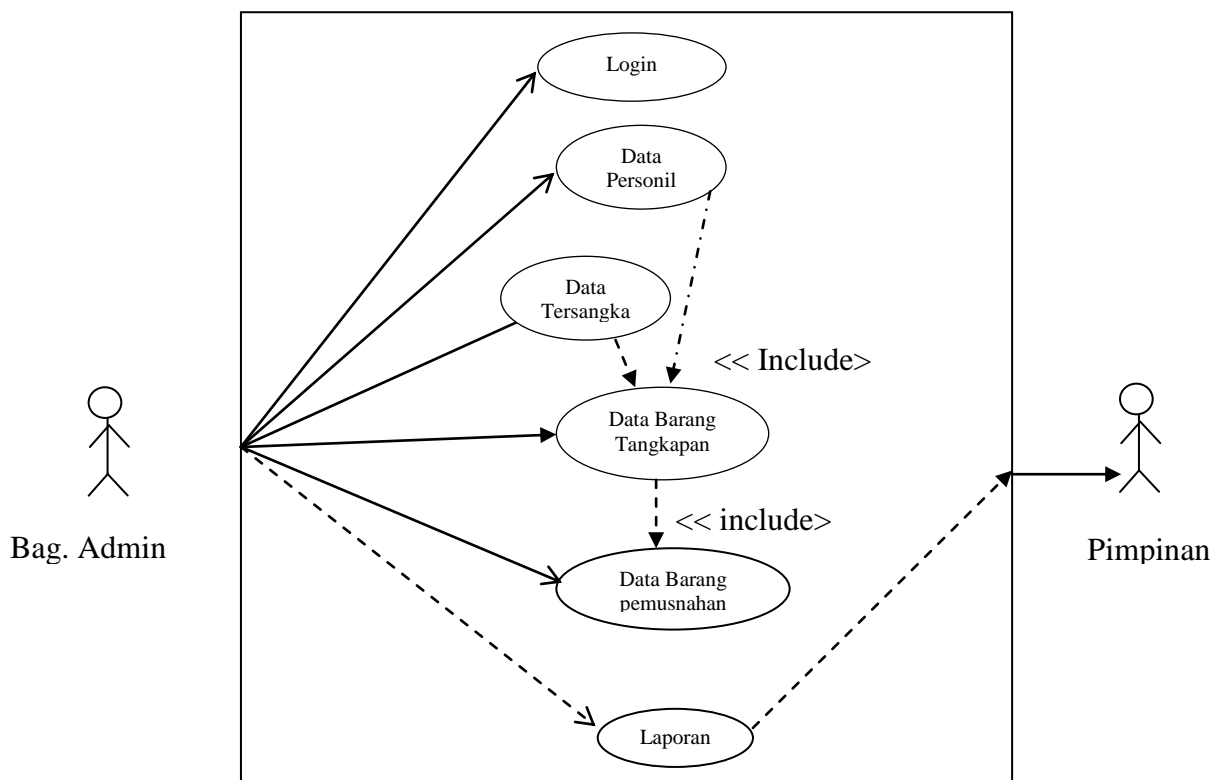 Login
Data
Personil
Data
Tersangka
<< Include>
Data Barang
Tangkapan
<< include>
Bag. Admin
Pimpinan
Data Barang
pemusnahan
Laporan